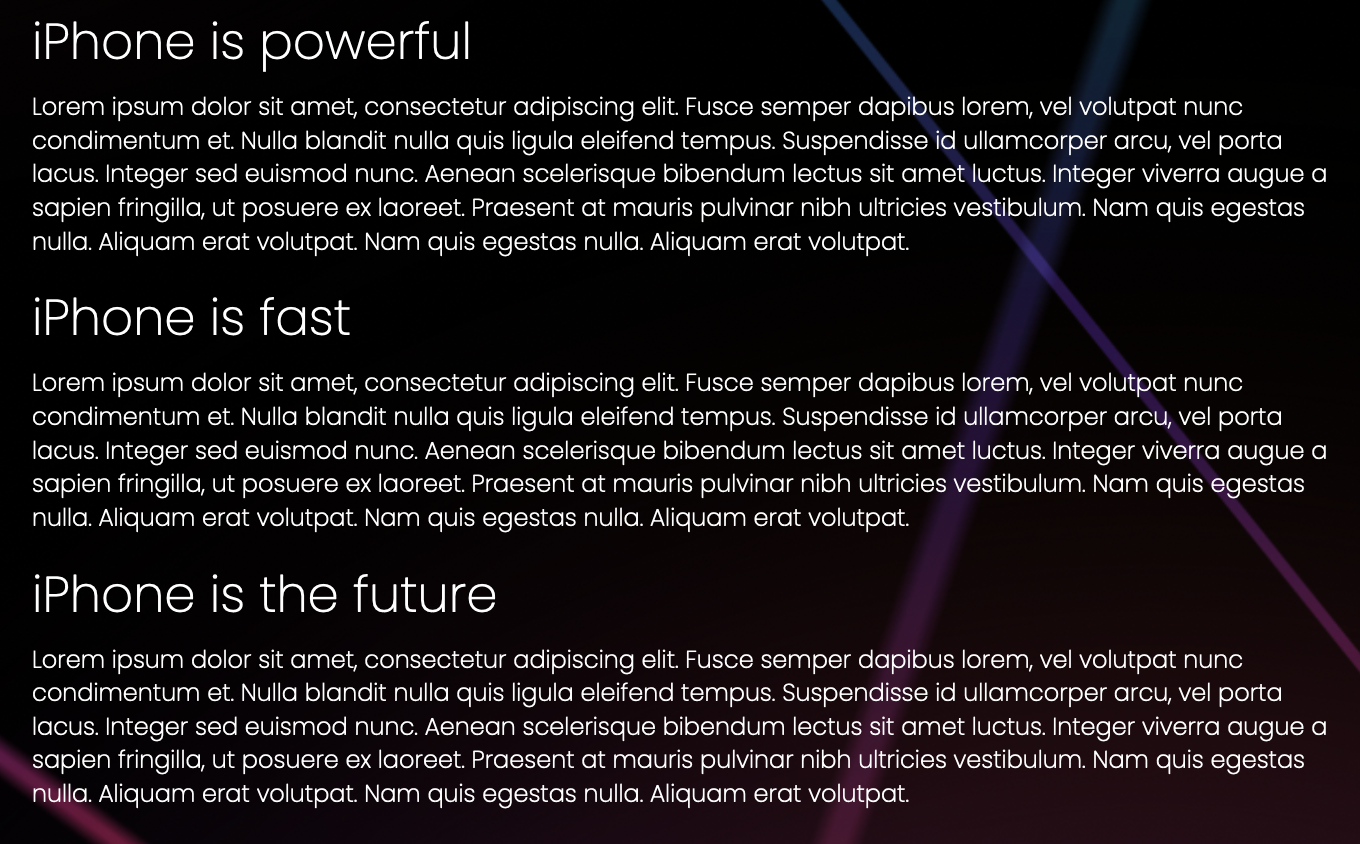 iPhone is powerful
Lorem ipsum dolor sit amet, consectetur adipiscing elit. Fusce semper dapibus lorem, vel volutpat nunc
condimentum et. Nulla blandit nulla quis ligula eleifend tempus. Suspendisse id ullamcorper arcu, vel porta
lacus. Integer sed euismod nunc. Aenean scelerisque bibendum lectus sit amet luctus. Integer viverra augue a
sapien fringilla, ut posuere ex laoreet. Praesent at mauris pulvinar nibh ultricies vestibulum. Nam quis egestas
nulla. Aliquam erat volutpat. Nam quis egestas nulla. Aliquam erat volutpat.
iPhone is fast
Lorem ipsum dolor sit amet, consectetur adipiscing elit. Fusce semper dapibus lorem, vel volutpat nunc
condimentum et. Nulla blandit nulla quis ligula eleifend tempus. Suspendisse id ullamcorper arcu, vel porta
lacus. Integer sed euismod nunc. Aenean scelerisque bibendum lectus sit amet luctus. Integer viverra augue a
sapien fringilla, ut posuere ex laoreet. Praesent at mauris pulvinar nibh ultricies vestibulum. Nam quis egestas
nulla. Aliquam erat volutpat. Nam quis egestas nulla. Aliquam erat volutpat.
iPhone is the future
Lorem ipsum dolor sit amet, consectetur adipiscing elit. Fusce semper dapibus lorem, vel volutpat nunc
condimentum et. Nulla blandit nulla quis ligula eleifend tempus. Suspendisse id ullamcorper arcu, vel porta
lacus. Integer sed euismod nunc. Aenean scelerisque bibendum lectus sit amet luctus. Integer viverra augue a
sapien fringilla, ut posuere ex laoreet. Praesent at mauris pulvinar nibh ultricies vestibulum. Nam quis egestas
nulla. Aliquam erat volutpat. Nam quis egestas nulla. Aliquam erat volutpat.